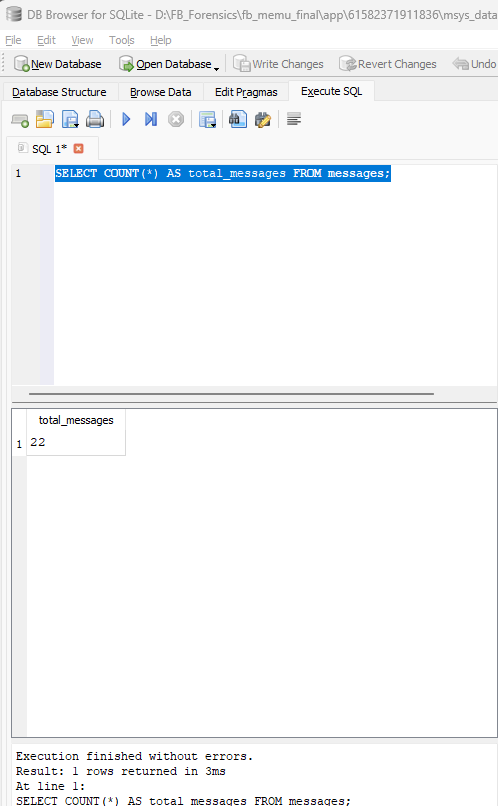 DB Browser for SQLite - D:\FB_Forensics\fb_memu_final\app\61582371911836\msys_data
File Edit View Tools Help
New Database Open Database Write Changes Revert Changes Undo
Database Structure Browse Data Edit Pragmas Execute SQL
SQL 1*
1 SELECT COUNT(*) AS total_messages FROM messages;
total_messages
1 22
Execution finished without errors.
Result: 1 rows returned in 3ms
At line 1:
SELECT COUNT(*) AS total_messages FROM messages;